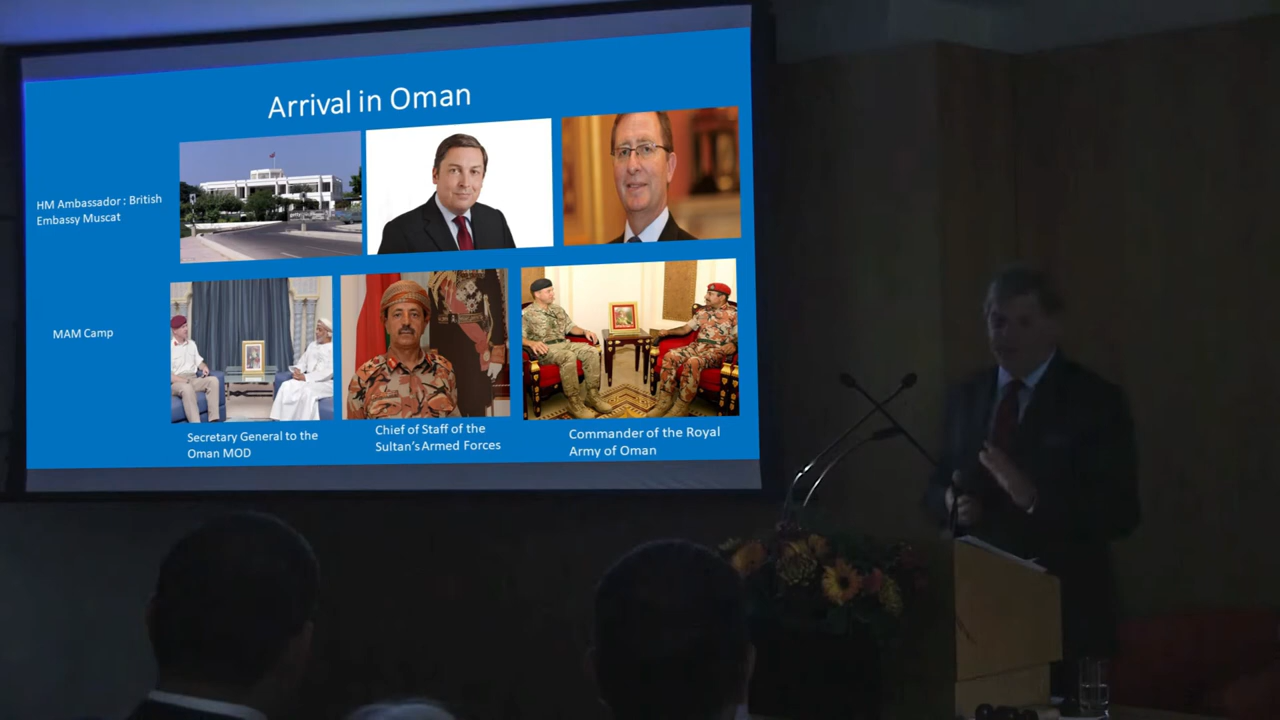 Arrival in Oman
HM Ambassador : British
Embassy Muscat
MAM Camp
Secretary General to the
Oman MOD
Chief of Staff of the
Sultan's Armed Forces
Commander of the Royal
Army of Oman